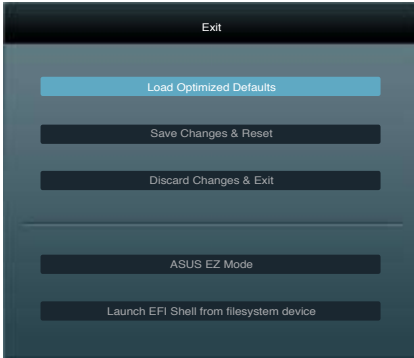 Exit
Load Optimized Defaults
Save Changes & Reset
Discard Changes & Exit
ASUS EZ Mode
Launch EFI Shell from filesystem device